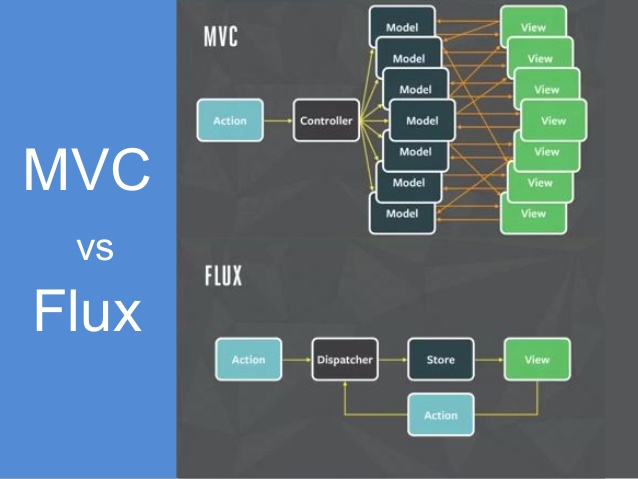 MVC
vs
Flux
MVC
Action
Controller
Model
Model
Model
Model
Model
Model
Model
View
View
View
View
View
View
View
FLUX
Action
Dispatcher
Store
View
Action